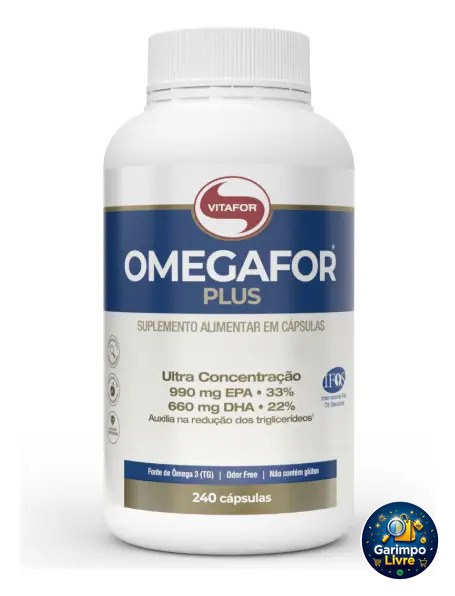 VITAFOR
OMEGAFOR®
PLUS
SUPLEMENTO ALIMENTAR EM CÁPSULAS
Ultra Concentração
990 mg EPA • 33%
660 mg DHA • 22%
Auxilia na redução dos triglicerídeos¹
IFOS
Fonte de Ômega 3 (TG) | Odor Free | Não contém glúten
240 cápsulas
Garimpo
Livre